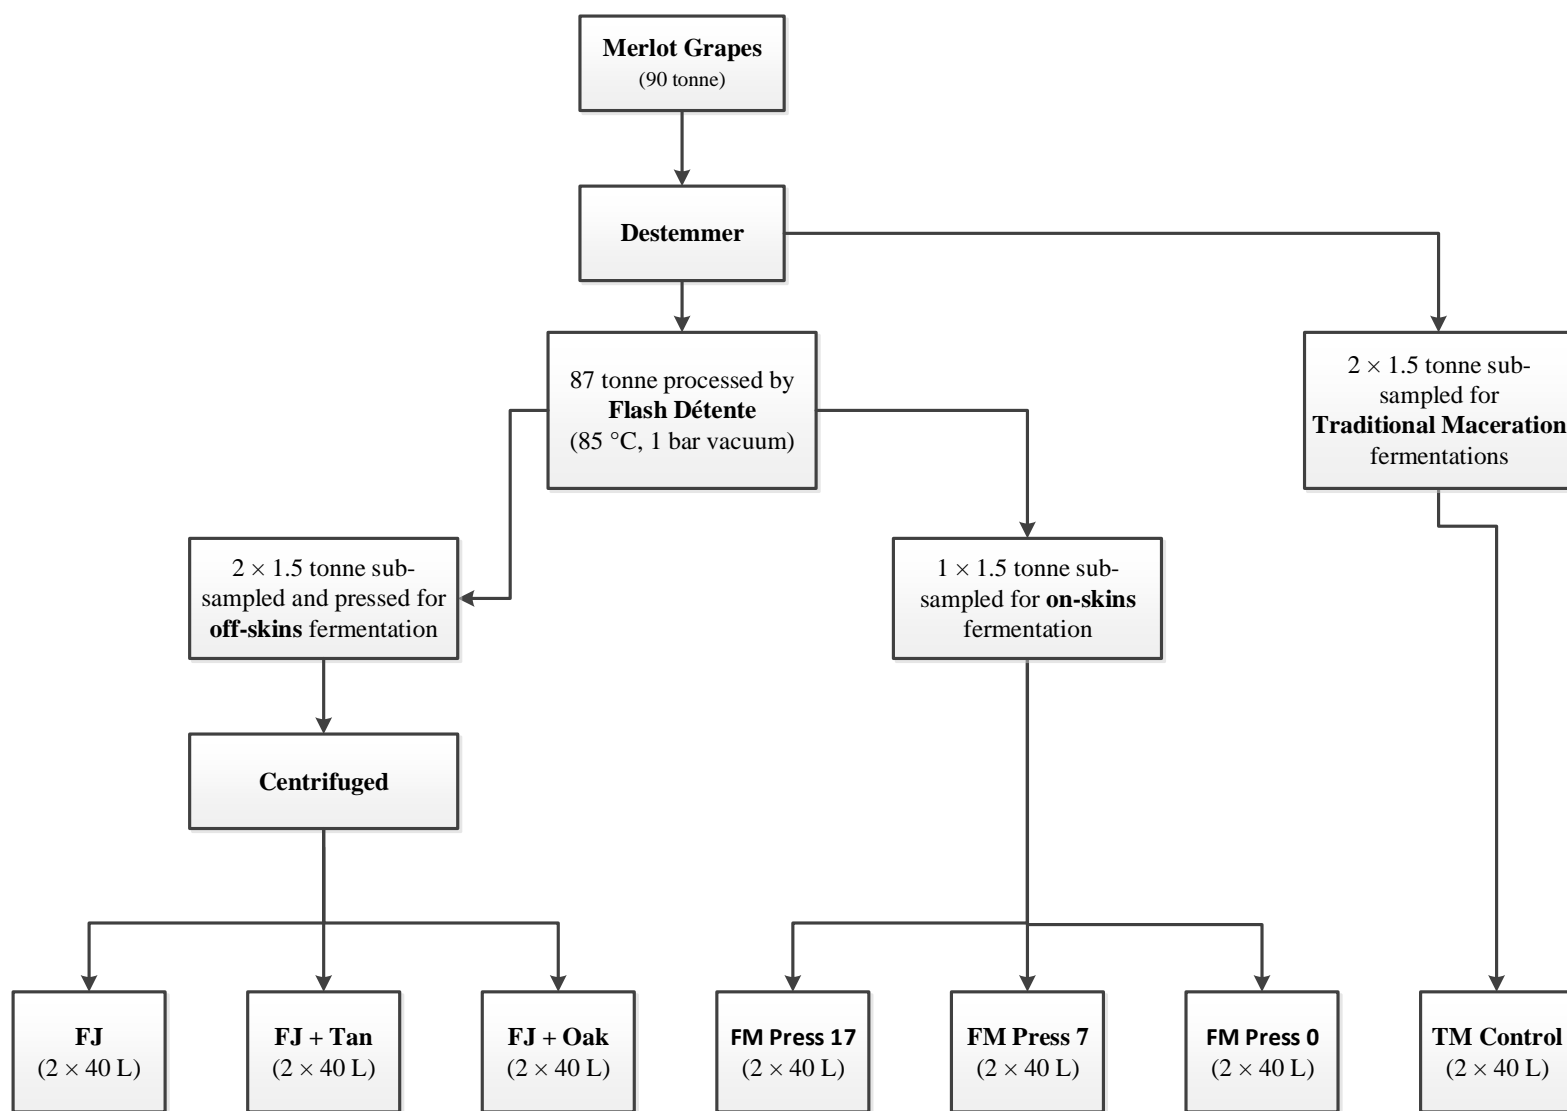 Merlot Grapes
(90 tonne)
Destemmer
87 tonne processed by
Flash Détente
(85 °C, 1 bar vacuum)
2 × 1.5 tonne sub-
sampled for
Traditional Maceration
fermentations
2 × 1.5 tonne sub-
sampled and pressed for
off-skins fermentation
1 × 1.5 tonne sub-
sampled for on-skins
fermentation
Centrifuged
FJ
(2 × 40 L)
FJ + Tan
(2 × 40 L)
FJ + Oak
(2 × 40 L)
FM Press 17
(2 × 40 L)
FM Press 7
(2 × 40 L)
FM Press 0
(2 × 40 L)
TM Control
(2 × 40 L)